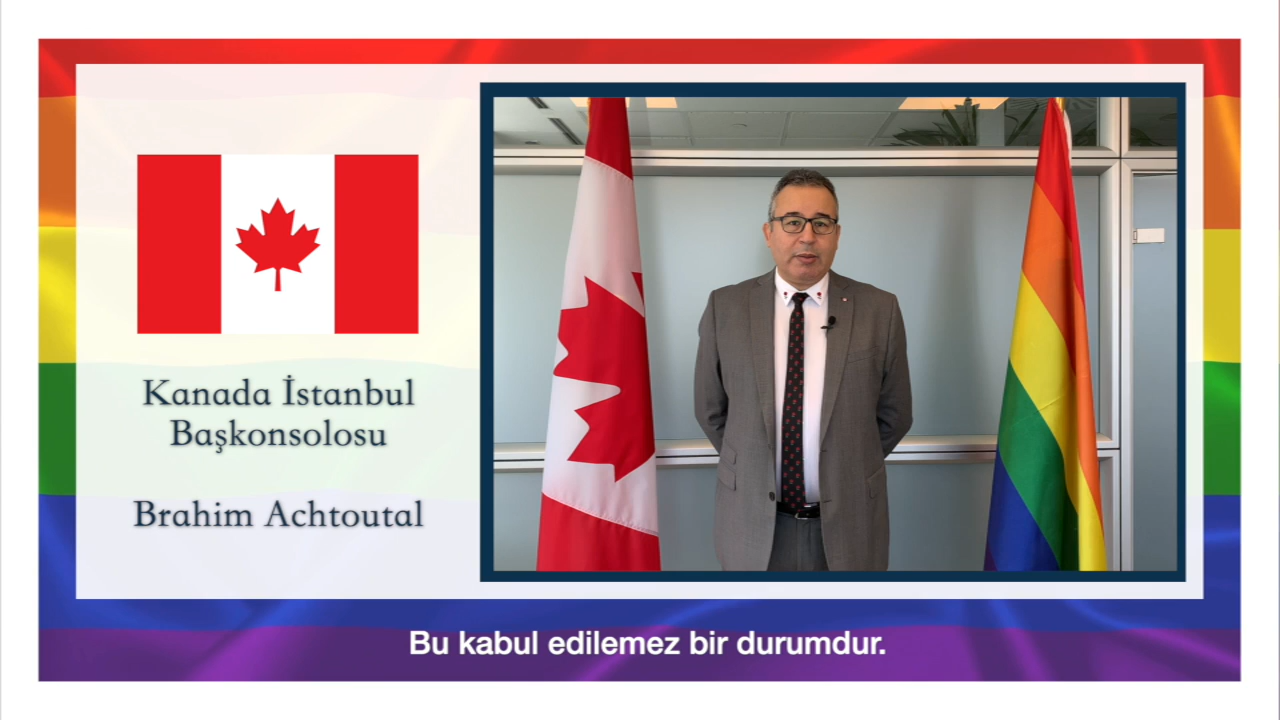 Kanada İstanbul
Başkonsolosu
Brahim Achtoutal
Bu kabul edilemez bir durumdur.